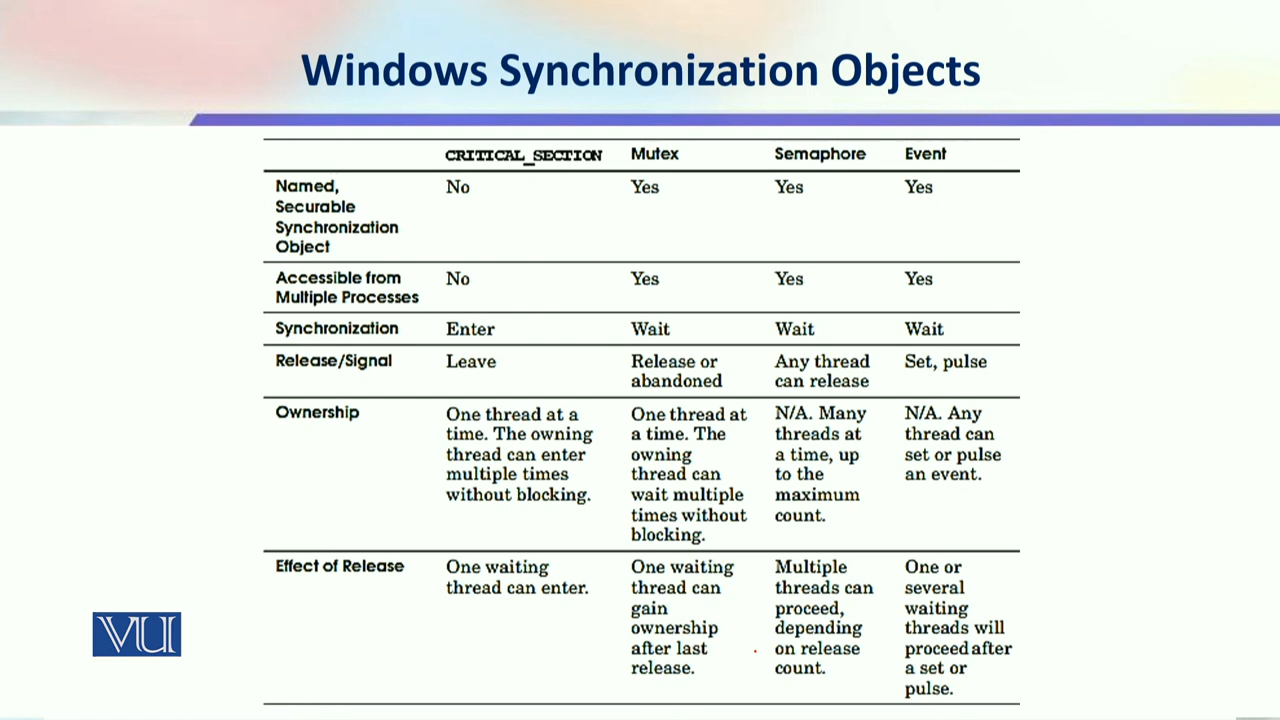 Windows Synchronization Objects
CRITICAL_SECTION Mutex Semaphore Event
Named, Securable Synchronization Object No Yes Yes Yes
Accessible from Multiple Processes No Yes Yes Yes
Synchronization Enter Wait Wait Wait
Release/Signal Leave Release or abandoned Any thread can release Set, pulse
Ownership One thread at a time. The owning thread can enter multiple times without blocking. One thread at a time. The owning thread can wait multiple times without blocking. N/A. Many threads at a time, up to the maximum count. N/A. Any thread can set or pulse an event.
Effect of Release One waiting thread can enter. One waiting thread can gain ownership after last release. Multiple threads can proceed, depending on release count. One or several waiting threads will proceed after a set or pulse.
VU